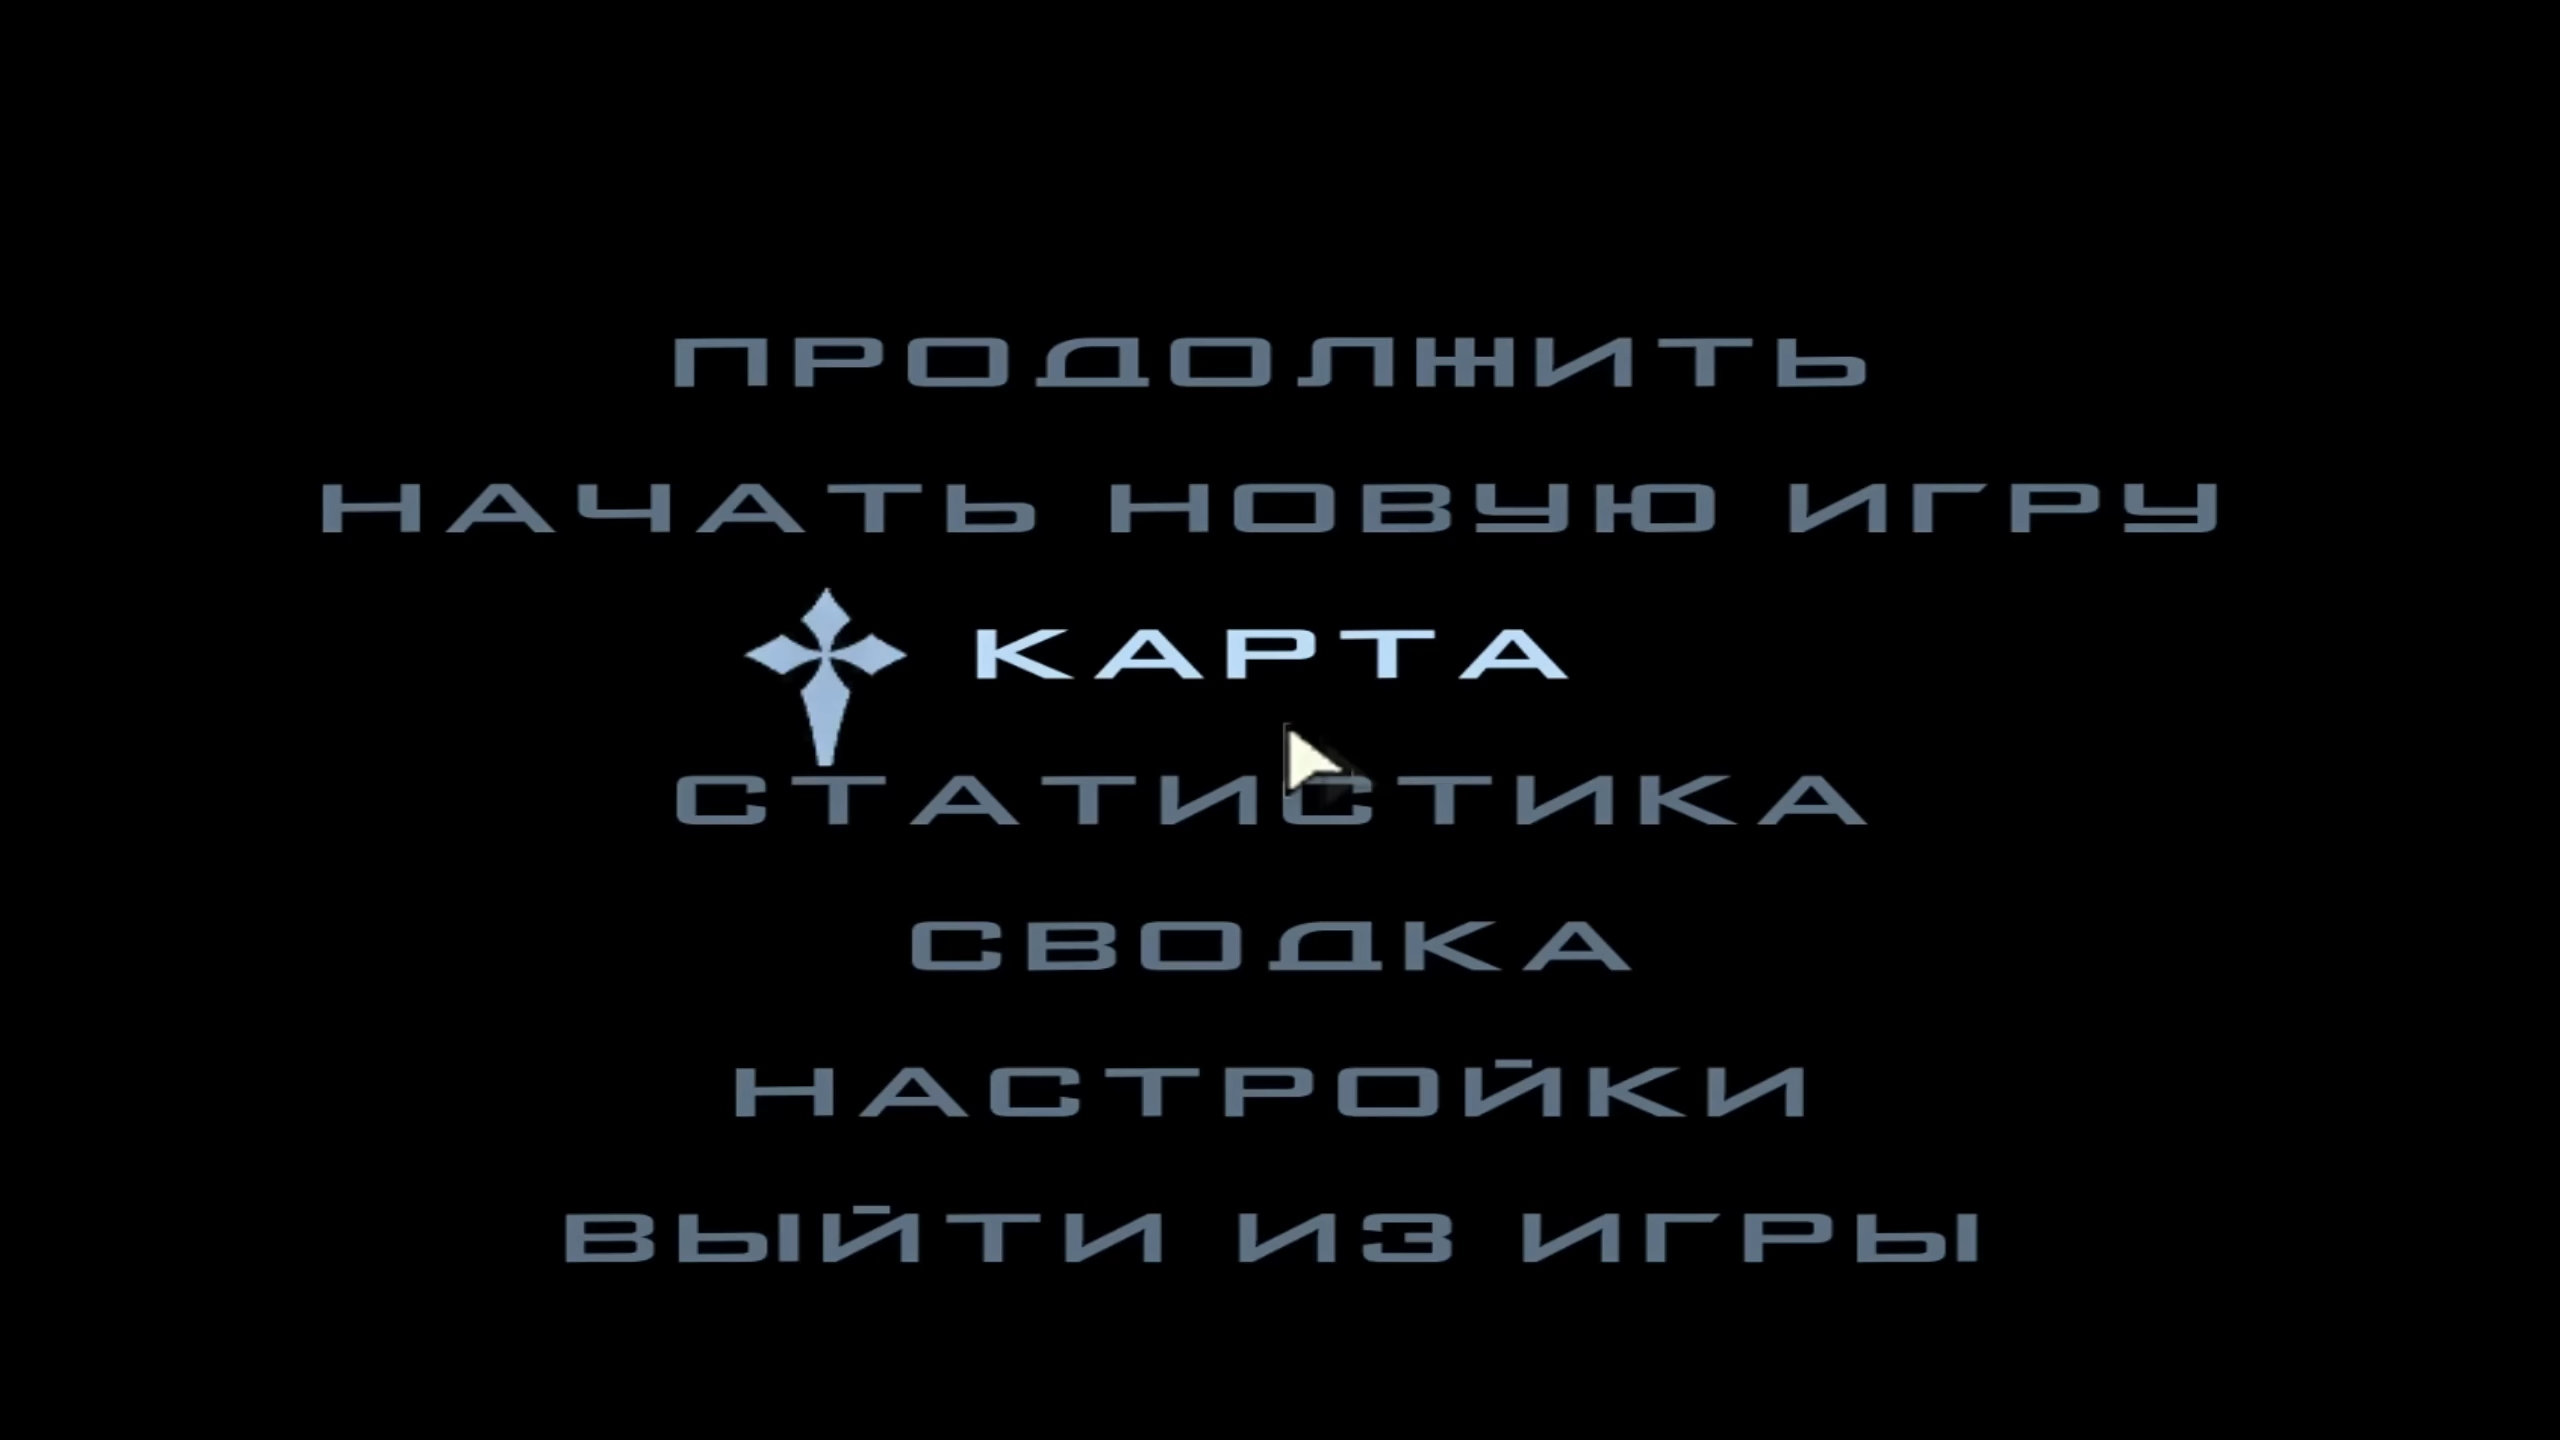 ПРОДОЛЖИТЬ
НАЧАТЬ НОВУЮ ИГРУ
КАРТА
СТАТИСТИКА
СВОДКА
НАСТРОЙКИ
ВЫЙТИ ИЗ ИГРЫ